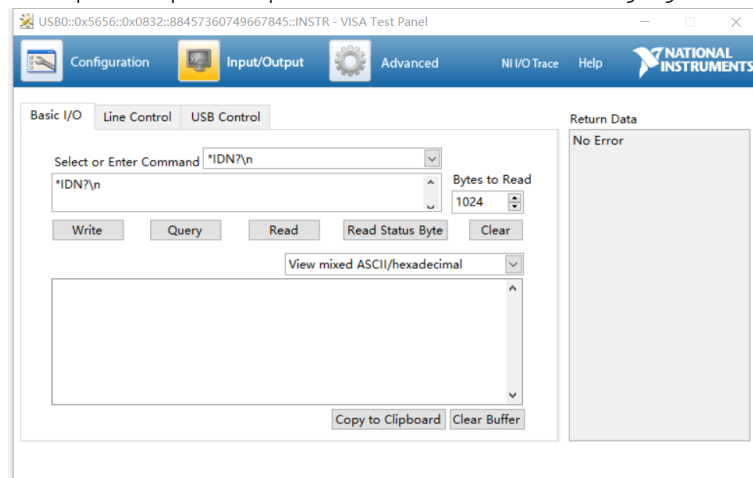 USB0::0x5656::0x0832::88457360749667845::INSTR - VISA Test Panel
Configuration
Input/Output
Advanced
NI I/O Trace
Help
NATIONAL
INSTRUMENTS
Basic I/O
Line Control
USB Control
Select or Enter Command
*IDN?\n
*IDN?\n
Bytes to Read
1024
Write
Query
Read
Read Status Byte
Clear
View mixed ASCII/hexadecimal
Copy to Clipboard
Clear Buffer
Return Data
No Error